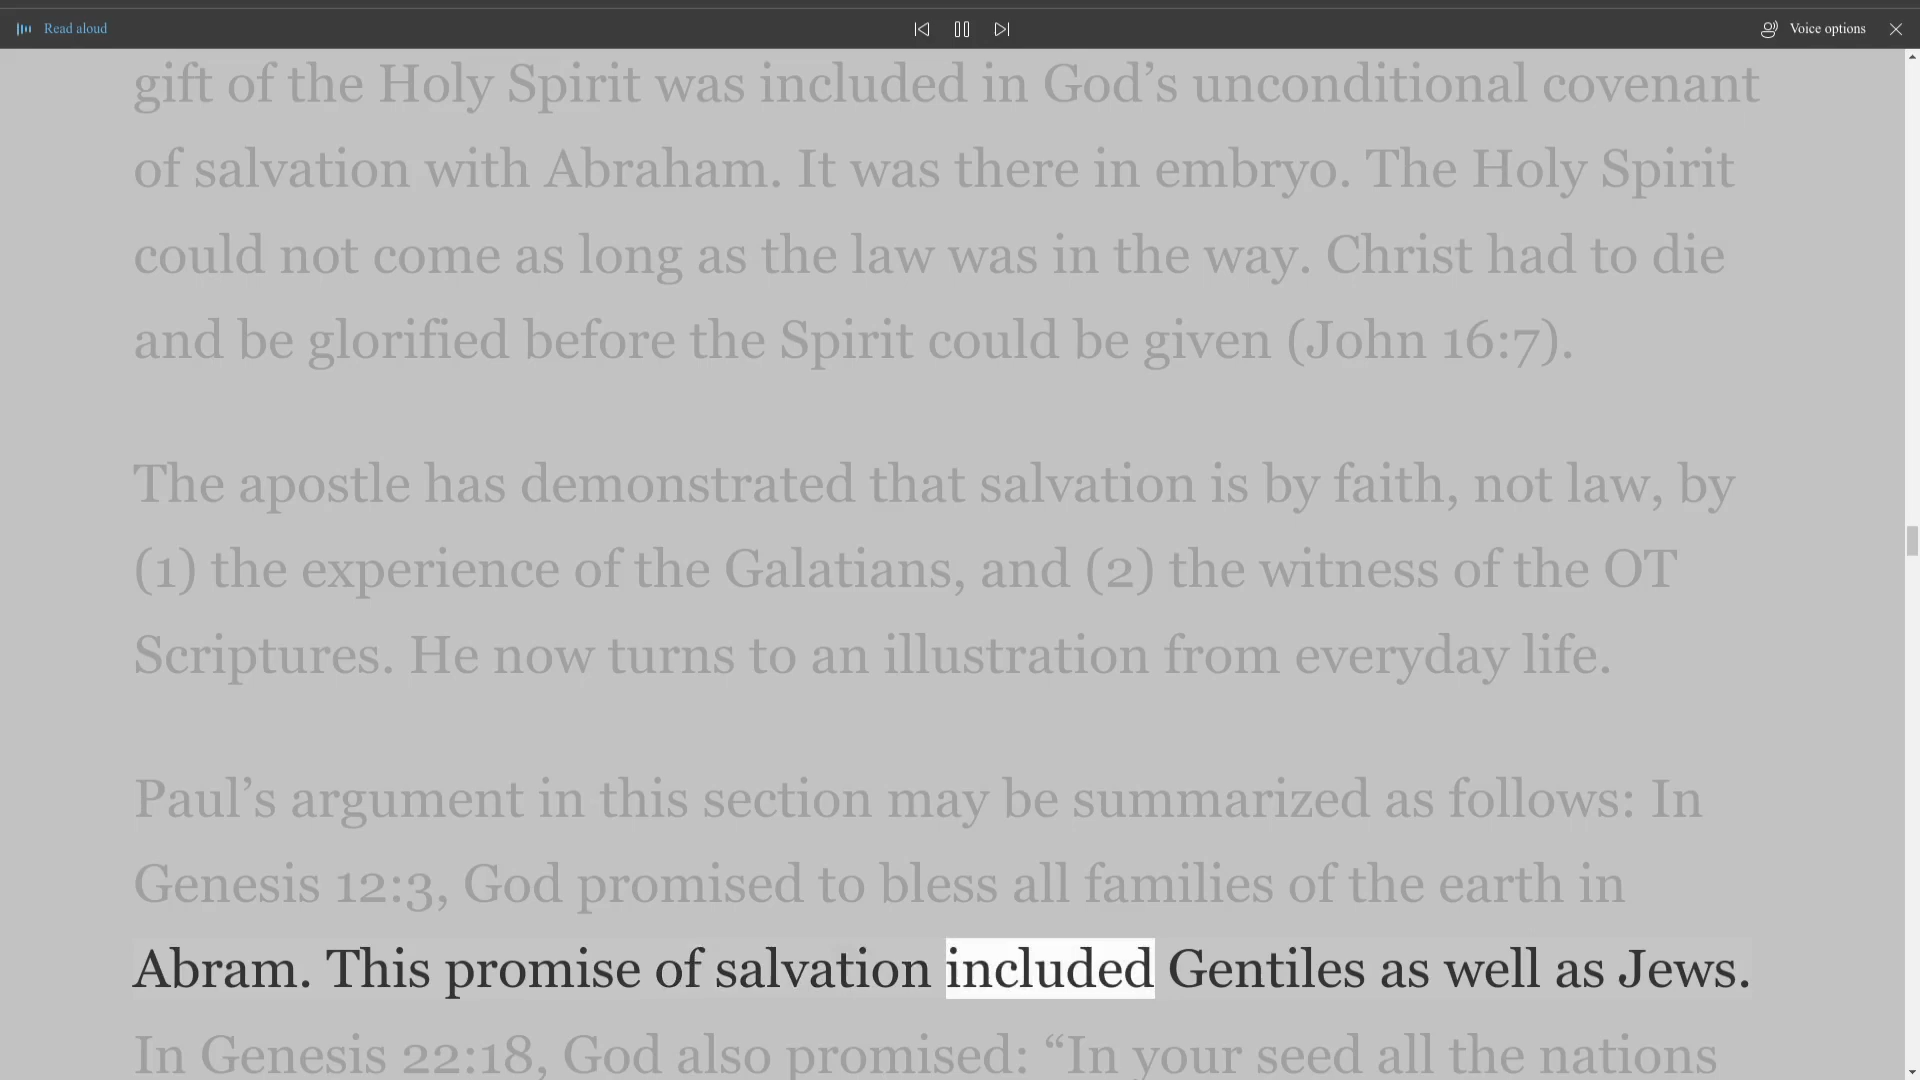 Read aloud
Voice options
gift of the Holy Spirit was included in God’s unconditional covenant
of salvation with Abraham. It was there in embryo. The Holy Spirit
could not come as long as the law was in the way. Christ had to die
and be glorified before the Spirit could be given (John 16:7).
The apostle has demonstrated that salvation is by faith, not law, by
(1) the experience of the Galatians, and (2) the witness of the OT
Scriptures. He now turns to an illustration from everyday life.
Paul’s argument in this section may be summarized as follows: In
Genesis 12:3, God promised to bless all families of the earth in
Abram. This promise of salvation included Gentiles as well as Jews.
In Genesis 22:18, God also promised: “In your seed all the nations